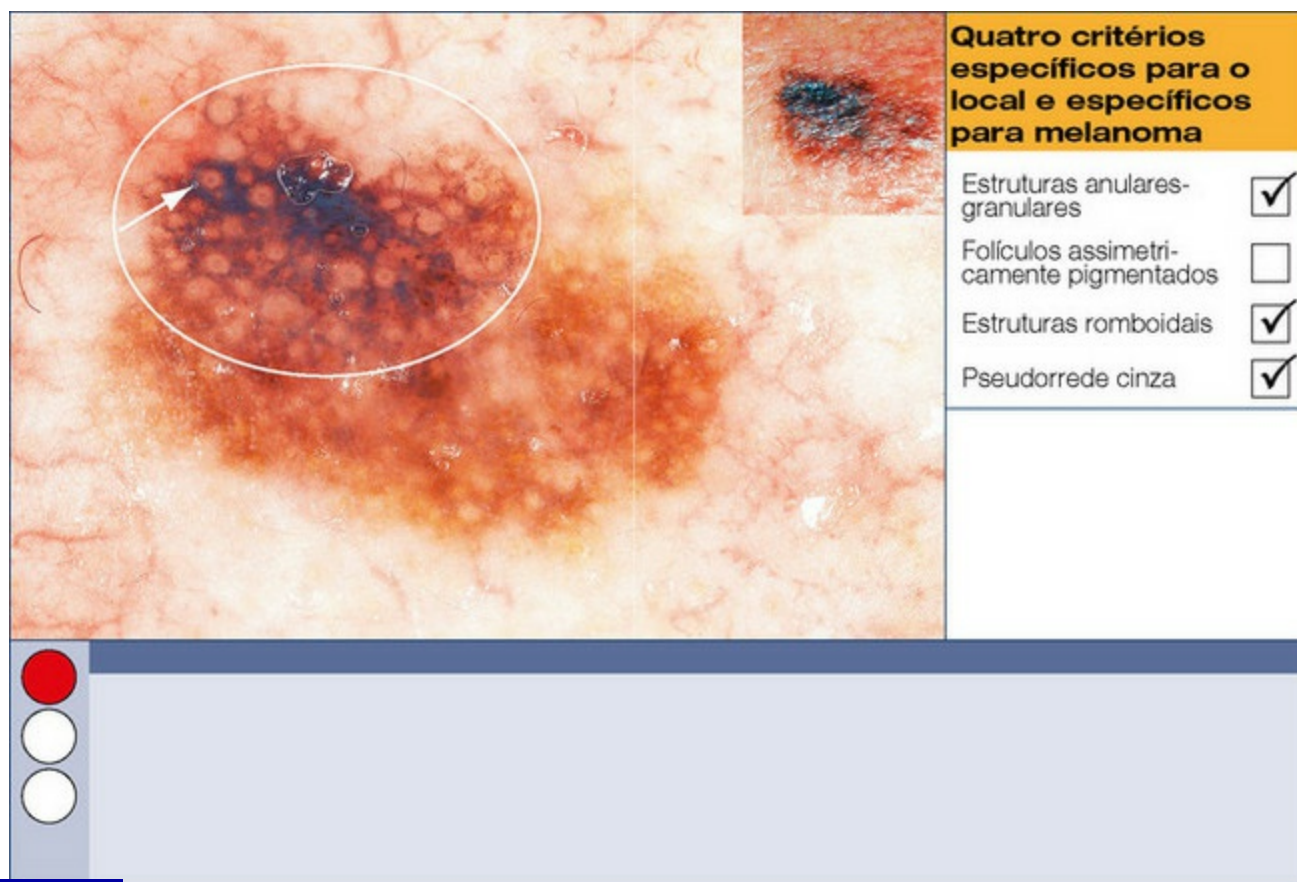 Quatro critérios
específicos para o
local e específicos
para melanoma
Estruturas anulares-
granulares
Folículos assimetri-
camente pigmentados
Estruturas romboidais
Pseudorrede cinza